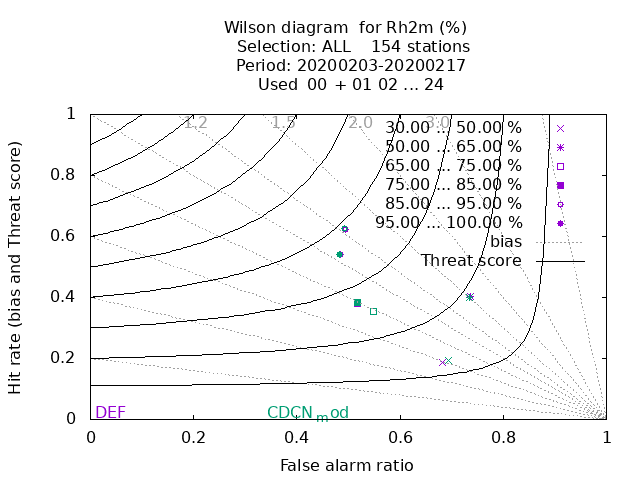 Wilson diagram  for Rh2m (%)
Selection: ALL    154 stations
Period: 20200203-20200217
Used  00  + 01 02 ... 24
Hit rate (bias and Threat score)
1
0.8
0.6
0.4
0.2
0
1.2
1.5
2.0
3.0
30.00 ... 50.00 %
50.00 ... 65.00 %
65.00 ... 75.00 %
75.00 ... 85.00 %
85.00 ... 95.00 %
95.00 ... 100.00 %
bias
Threat score
DEF
CDCNmod
0
0.2
0.4
0.6
0.8
1
False alarm ratio